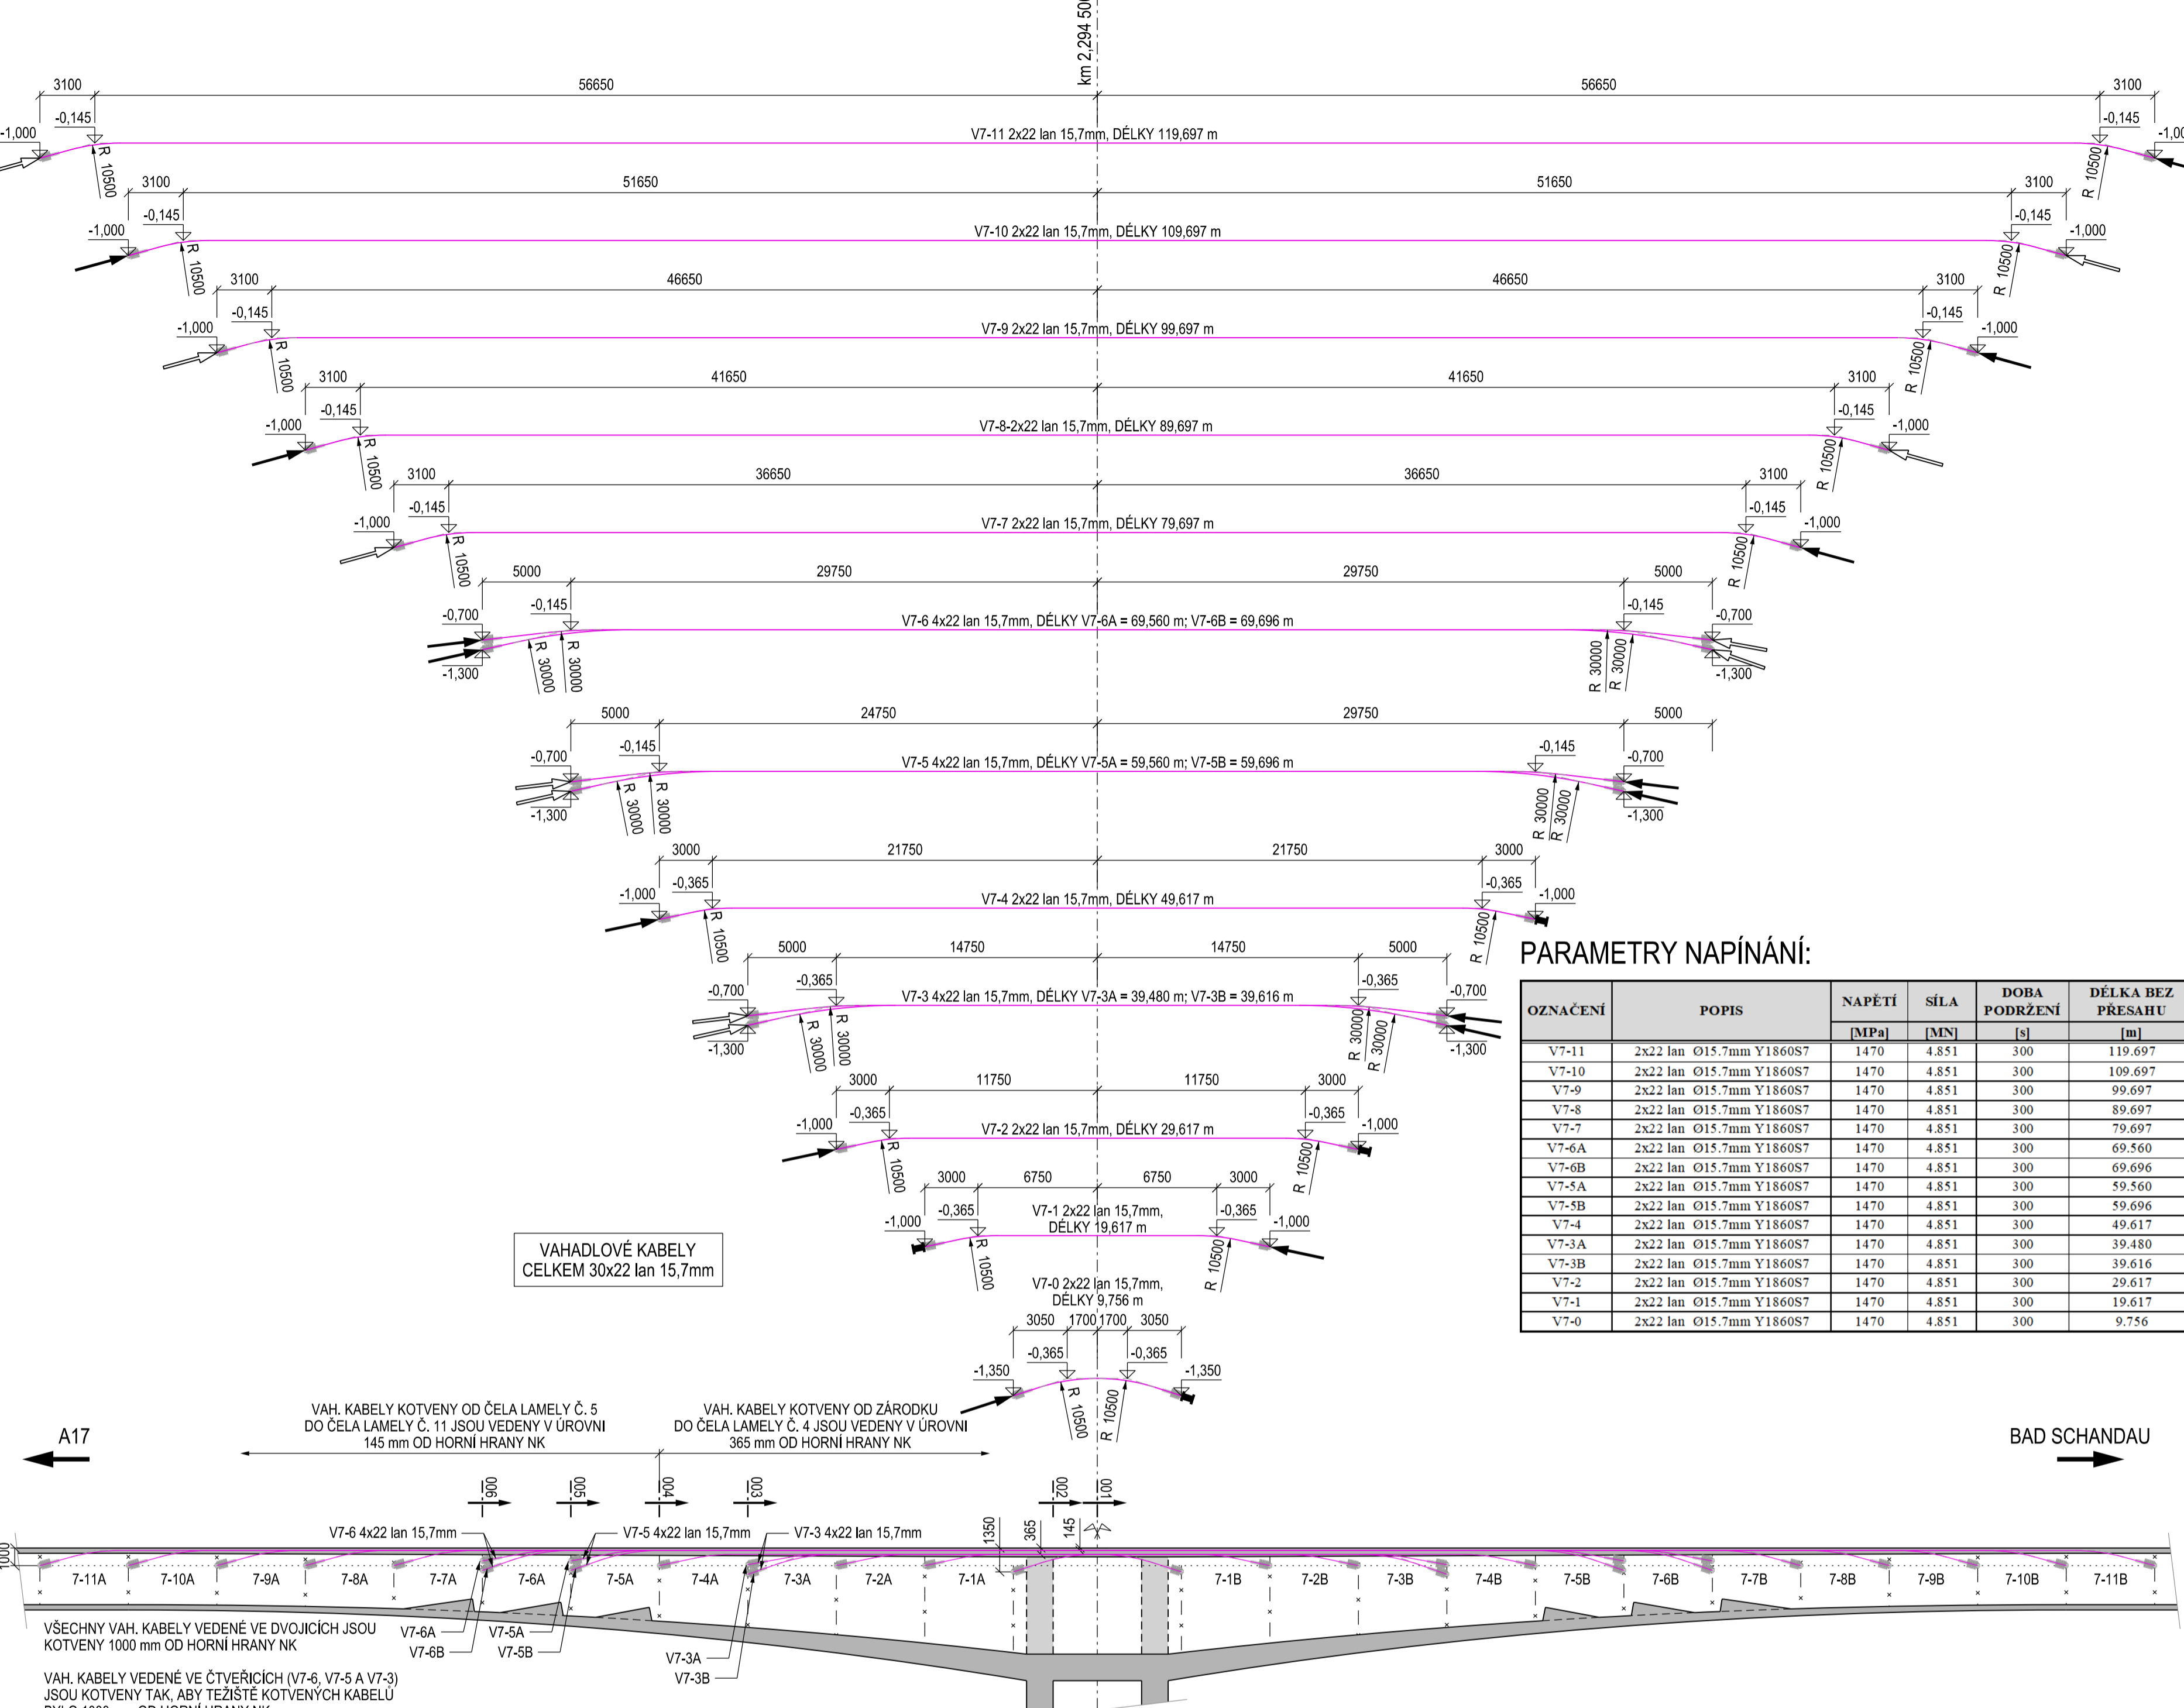 km 2,294 50
3100 56650 56650 3100
-1,000 -0,145 V7-11 2x22 lan 15,7mm, DÉLKY 119,697 m -0,145
R 10500 R 10500
3100 51650 51650 3100
-1,000 -0,145 V7-10 2x22 lan 15,7mm, DÉLKY 109,697 m -0,145 -1,000
R 10500 R 10500
3100 46650 46650 3100
-1,000 -0,145 V7-9 2x22 lan 15,7mm, DÉLKY 99,697 m -0,145 -1,000
R 10500 R 10500
3100 41650 41650 3100
-1,000 -0,145 V7-8-2x22 lan 15,7mm, DÉLKY 89,697 m -0,145 -1,000
R 10500 R 10500
3100 36650 36650 3100
-1,000 -0,145 V7-7 2x22 lan 15,7mm, DÉLKY 79,697 m -0,145 -1,000
R 10500 R 10500
5000 29750 29750 5000
-0,700 -0,145 V7-6 4x22 lan 15,7mm, DÉLKY V7-6A = 69,560 m; V7-6B = 69,696 m -0,145 -0,700
-1,300 R 30000 R 30000 R 30000 R 30000 -1,300
5000 24750 29750 5000
-0,700 -0,145 V7-5 4x22 lan 15,7mm, DÉLKY V7-5A = 59,560 m; V7-5B = 59,696 m -0,145 -0,700
-1,300 R 30000 R 30000 R 30000 R 30000 -1,300
3000 21750 21750 3000
-1,000 -0,365 V7-4 2x22 lan 15,7mm, DÉLKY 49,617 m -0,365 -1,000
R 10500 R 10500
5000 14750 14750 5000
-0,700 -0,365 V7-3 4x22 lan 15,7mm, DÉLKY V7-3A = 39,480 m; V7-3B = 39,616 m -0,365 -0,700
-1,300 R 30000 R 30000 R 30000 R 30000 -1,300
3000 11750 11750 3000
-1,000 -0,365 V7-2 2x22 lan 15,7mm, DÉLKY 29,617 m -0,365 -1,000
R 10500 R 10500
3000 6750 6750 3000
-1,000 -0,365 V7-1 2x22 lan 15,7mm, -0,365 -1,000
DÉLKY 19,617 m
R 10500 R 10500
V7-0 2x22 lan 15,7mm,
DÉLKY 9,756 m
3050 1700 1700 3050
-1,350 -0,365 -0,365 -1,350
R 10500 R 10500
VAHADLOVÉ KABELY
CELKEM 30x22 lan 15,7mm
PARAMETRY NAPÍNÁNÍ:
OZNAČENÍ POPIS NAPĚTÍ SÍLA DOBA PODRŽENÍ DÉLKA BEZ PŘESAHU
[MPa] [MN] [s] [m]
V7-11 2x22 lan Ø15.7mm Y1860S7 1470 4.851 300 119.697
V7-10 2x22 lan Ø15.7mm Y1860S7 1470 4.851 300 109.697
V7-9 2x22 lan Ø15.7mm Y1860S7 1470 4.851 300 99.697
V7-8 2x22 lan Ø15.7mm Y1860S7 1470 4.851 300 89.697
V7-7 2x22 lan Ø15.7mm Y1860S7 1470 4.851 300 79.697
V7-6A 2x22 lan Ø15.7mm Y1860S7 1470 4.851 300 69.560
V7-6B 2x22 lan Ø15.7mm Y1860S7 1470 4.851 300 69.696
V7-5A 2x22 lan Ø15.7mm Y1860S7 1470 4.851 300 59.560
V7-5B 2x22 lan Ø15.7mm Y1860S7 1470 4.851 300 59.696
V7-4 2x22 lan Ø15.7mm Y1860S7 1470 4.851 300 49.617
V7-3A 2x22 lan Ø15.7mm Y1860S7 1470 4.851 300 39.480
V7-3B 2x22 lan Ø15.7mm Y1860S7 1470 4.851 300 39.616
V7-2 2x22 lan Ø15.7mm Y1860S7 1470 4.851 300 29.617
V7-1 2x22 lan Ø15.7mm Y1860S7 1470 4.851 300 19.617
V7-0 2x22 lan Ø15.7mm Y1860S7 1470 4.851 300 9.756
VAH. KABELY KOTVENY OD ČELA LAMELY Č. 5
DO ČELA LAMELY Č. 11 JSOU VEDENY V ÚROVNI
145 mm OD HORNÍ HRANY NK
VAH. KABELY KOTVENY OD ZÁRODKU
DO ČELA LAMELY Č. 4 JSOU VEDENY V ÚROVNI
365 mm OD HORNÍ HRANY NK
A17
BAD SCHANDAU
006 005 004 003 002 001
V7-6 4x22 lan 15,7mm V7-5 4x22 lan 15,7mm V7-3 4x22 lan 15,7mm
1000 1350 365 145
7-11A 7-10A 7-9A 7-8A 7-7A 7-6A 7-5A 7-4A 7-3A 7-2A 7-1A 7-1B 7-2B 7-3B 7-4B 7-5B 7-6B 7-7B 7-8B 7-9B 7-10B 7-11B
V7-6A
V7-6B
V7-5A
V7-5B
V7-3A
V7-3B
VŠECHNY VAH. KABELY VEDENÉ VE DVOJICÍCH JSOU
KOTVENY 1000 mm OD HORNÍ HRANY NK
VAH. KABELY VEDENÉ VE ČTVEŘICÍCH (V7-6, V7-5 A V7-3)
JSOU KOTVENY TAK, ABY TEŽIŠTĚ KOTVENÝCH KABELŮ